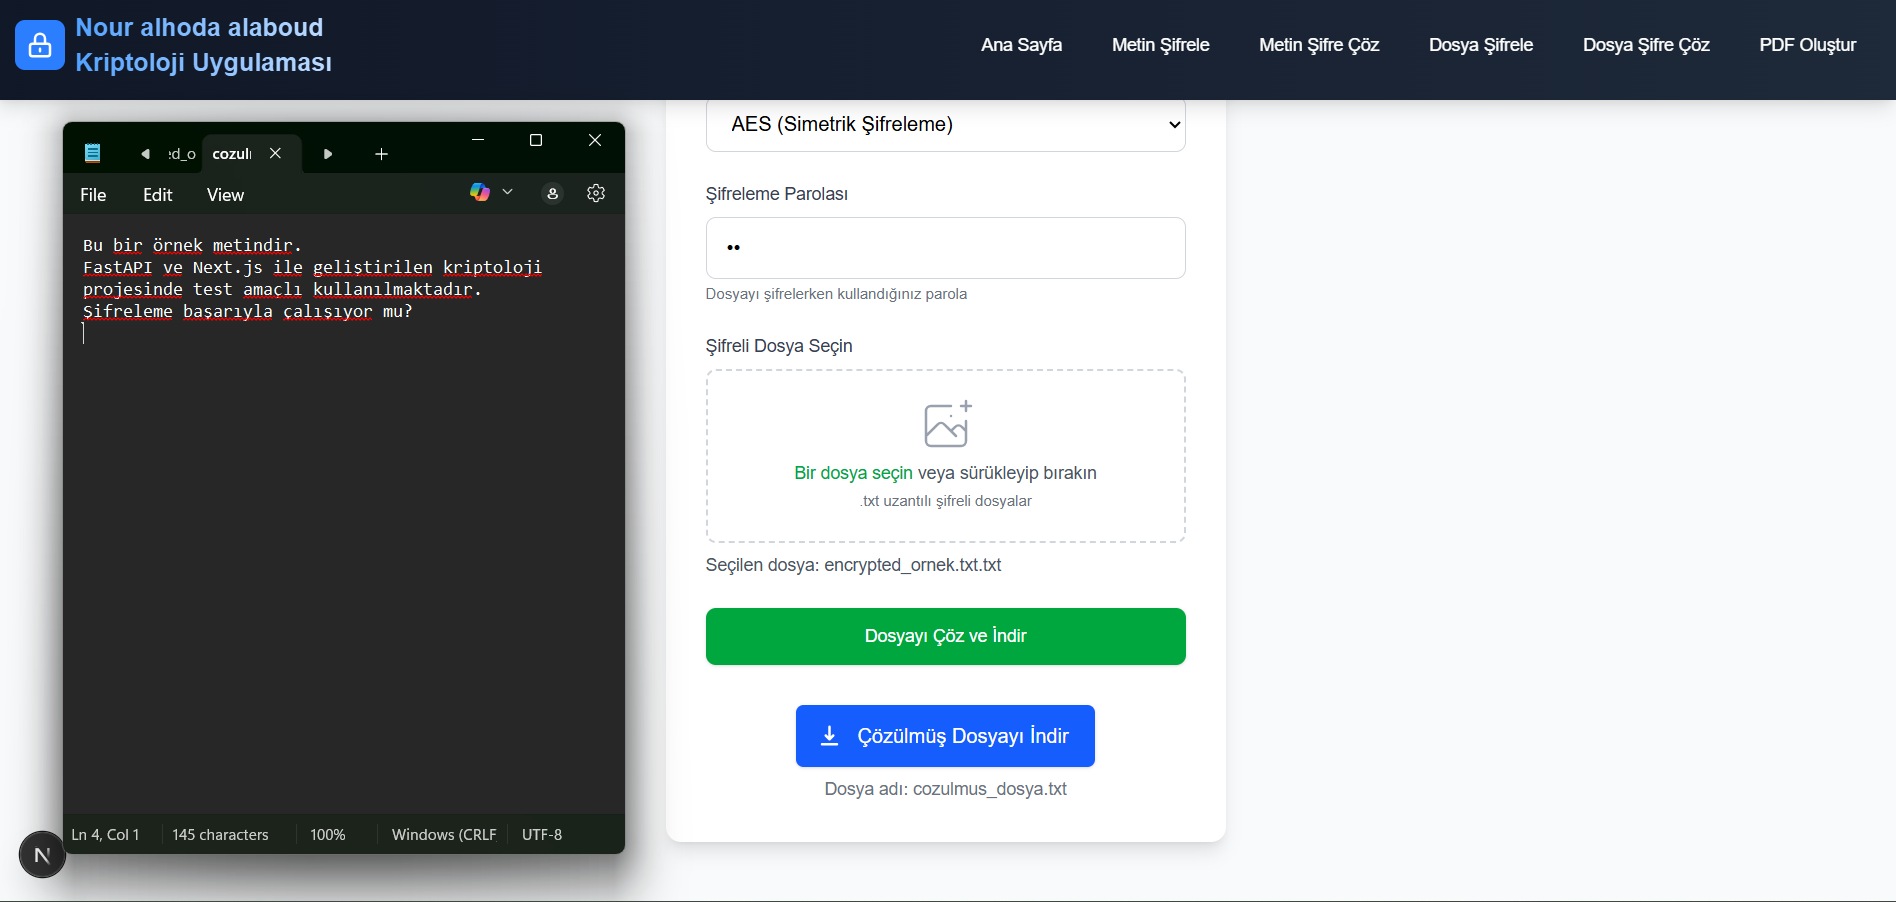 Nour alhoda alaboud
Kriptoloji Uygulaması
Ana Sayfa
Metin Şifrele
Metin Şifre Çöz
Dosya Şifrele
Dosya Şifre Çöz
PDF Oluştur
ed_o
cozul
File
Edit
View
Bu bir örnek metindir.
FastAPI ve Next.js ile geliştirilen kriptoloji
projesinde test amaçlı kullanılmaktadır.
Şifreleme başarıyla çalışıyor mu?
Ln 4, Col 1
145 characters
100%
Windows (CRLF
UTF-8
N
AES (Simetrik Şifreleme)
Şifreleme Parolası
••
Dosyayı şifrelerken kullandığınız parola
Şifreli Dosya Seçin
Bir dosya seçin veya sürükleyip bırakın
.txt uzantılı şifreli dosyalar
Seçilen dosya: encrypted_ornek.txt.txt
Dosyayı Çöz ve İndir
Çözülmüş Dosyayı İndir
Dosya adı: cozulmus_dosya.txt